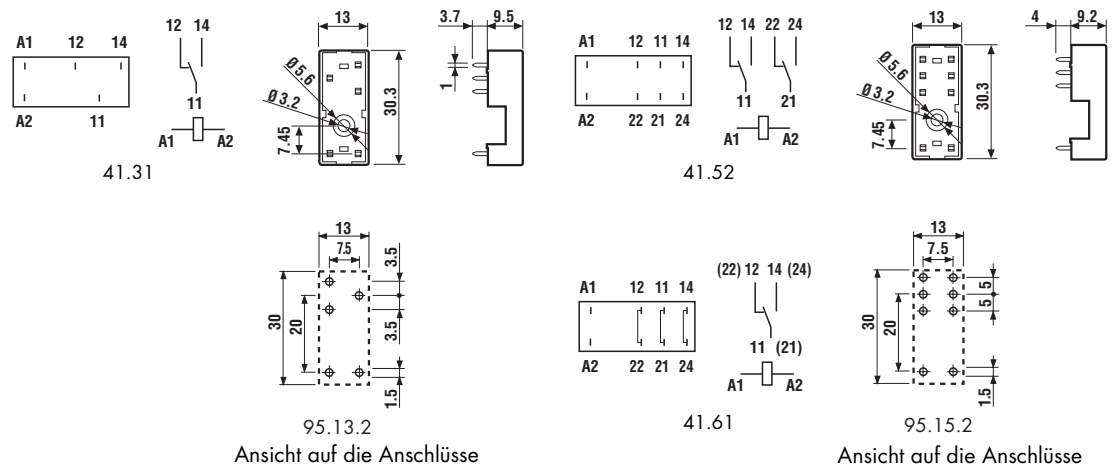 12 14
A1 12 14
11
A2 11
A1 A2
41.31
13
Ø5.6
Ø3.2
7.45
30.3
3.7 9.5
1
12 14 22 24
A1 12 11 14
11 21
A2 22 21 24
A1 A2
41.52
13
Ø5.6
Ø3.2
7.45
30.3
4 9.2
13
7.5
3.5
30
20
3.5
1.5
95.13.2
Ansicht auf die Anschlüsse
(22) 12 14 (24)
A1 12 11 14
11 (21)
A2 22 21 24
A1 A2
41.61
13
7.5
5
5
30
20
1.5
95.15.2
Ansicht auf die Anschlüsse